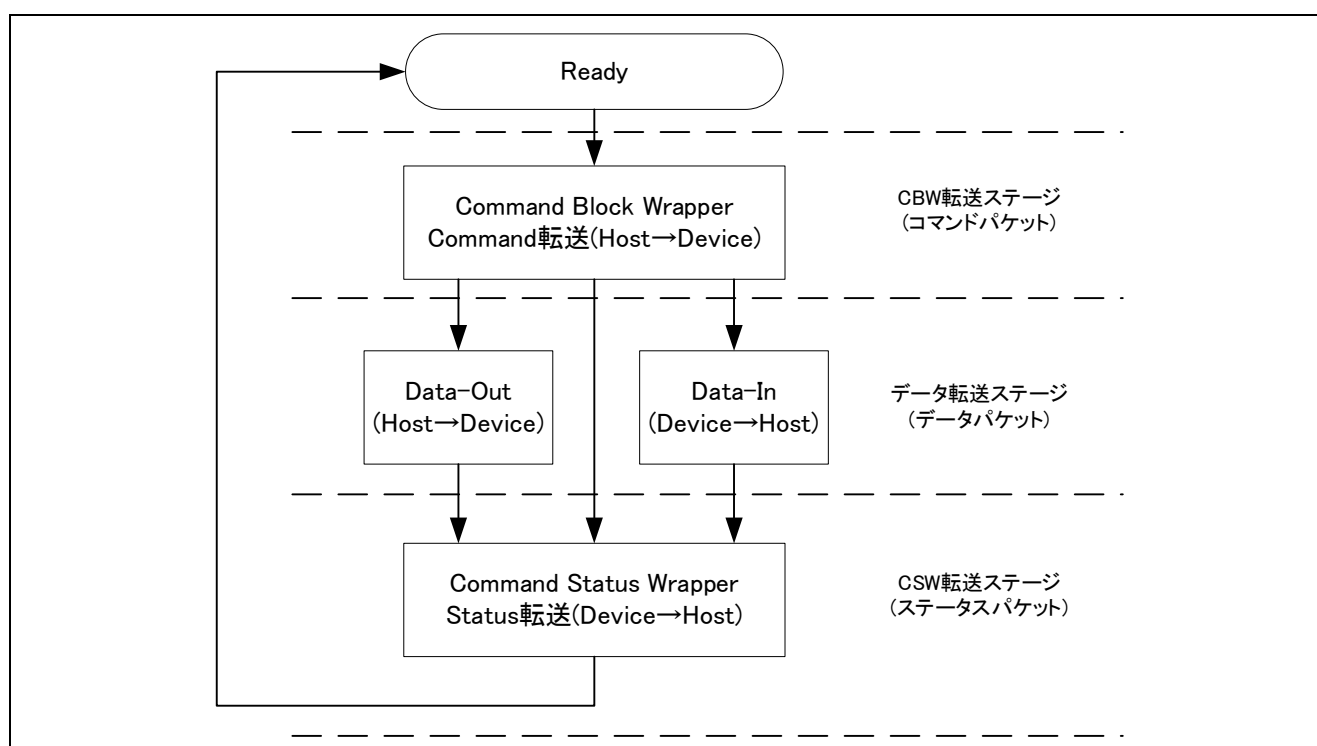 Ready
Command Block Wrapper
Command転送(Host→Device)
CBW転送ステージ
(コマンドパケット)
Data-Out
(Host→Device)
Data-In
(Device→Host)
データ転送ステージ
(データパケット)
Command Status Wrapper
Status転送(Device→Host)
CSW転送ステージ
(ステータスパケット)